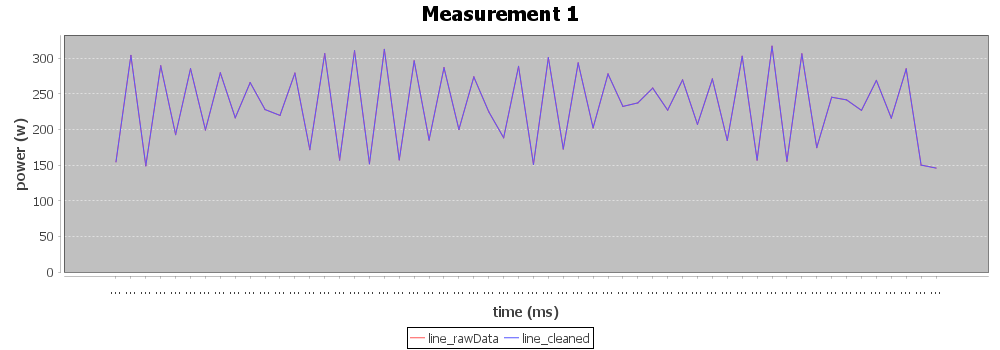 Measurement 1
300
250
200
150
100
50
0
power (w)
... ... ... ... ... ... ... ... ... ... ... ... ... ... ... ... ... ... ... ... ... ... ... ... ... ... ... ... ... ... ... ... ... ... ... ... ... ... ... ... ... ... ... ... ... ... ... ... ... ... ... ... ... ... ... ...
time (ms)
line_rawData line_cleaned